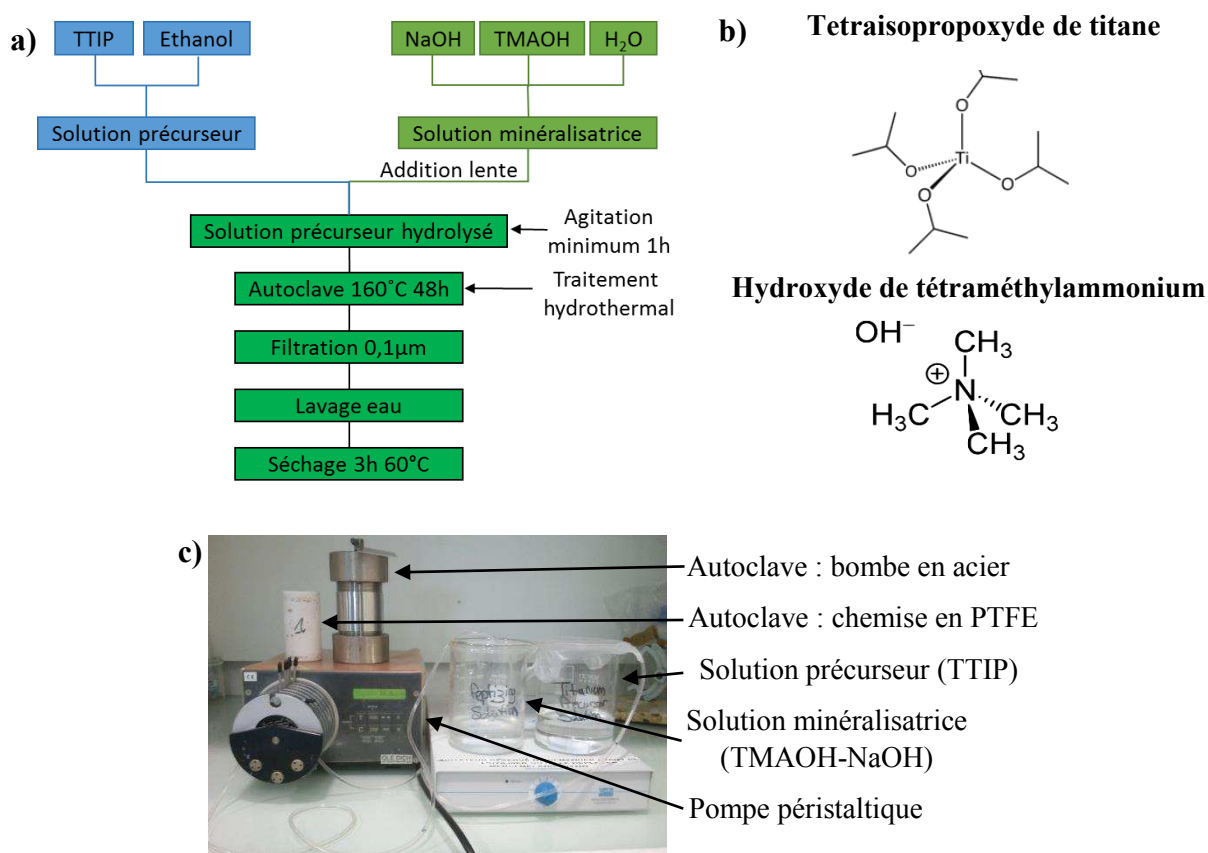 a)
TTIP
Ethanol
NaOH
TMAOH
H₂O
Solution précurseur
Solution minéralisatrice
Addition lente
Solution précurseur hydrolysé
Agitation
minimum 1h
Autoclave 160°C 48h
Traitement
hydrothermal
Filtration 0,1µm
Lavage eau
Séchage 3h 60°C
b)
Tetraisopropoxyde de titane
O
O
Ti
O
O
Hydroxyde de tétraméthylammonium
OH⁻
CH₃
⊕
N
H₃C
CH₃
CH₃
c)
Autoclave : bombe en acier
Autoclave : chemise en PTFE
Solution précurseur (TTIP)
Solution minéralisatrice
(TMAOH-NaOH)
Pompe péristaltique
1
Titanium